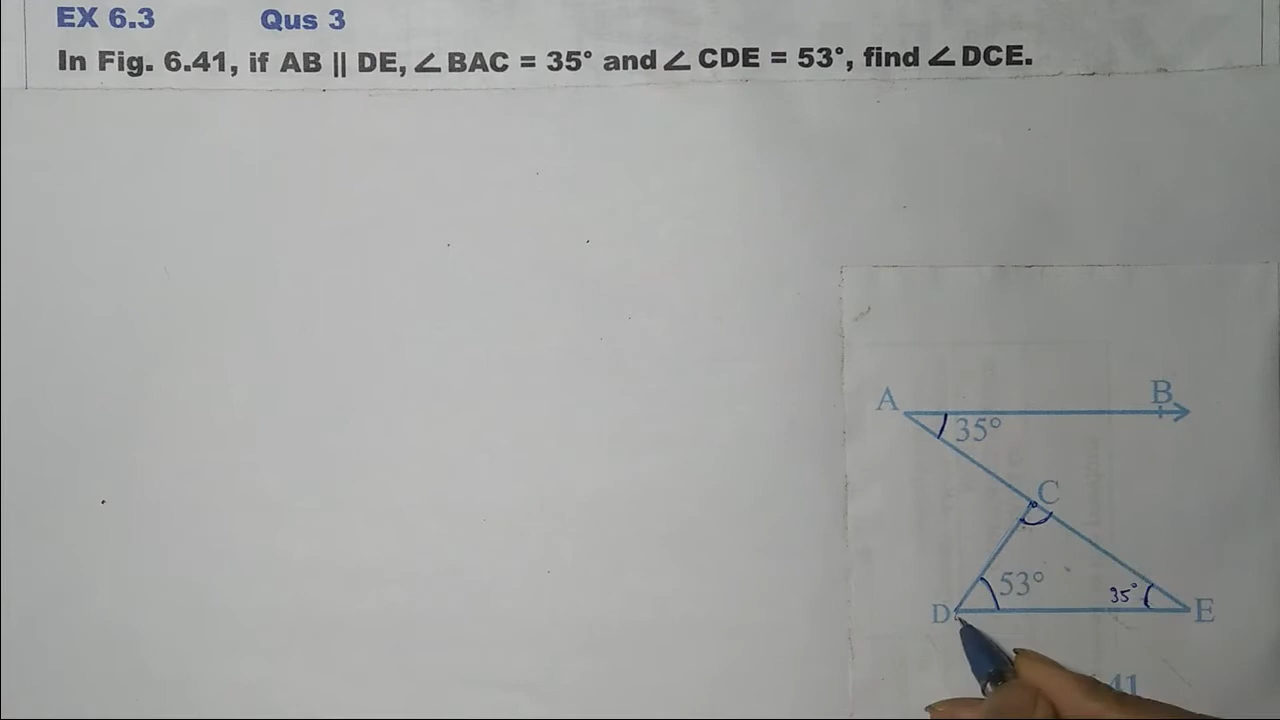 EX 6.3 Qus 3
In Fig. 6.41, if AB || DE, ∠BAC = 35° and ∠CDE = 53°, find ∠DCE.
A B
35°
C
53° 35°
D E
41